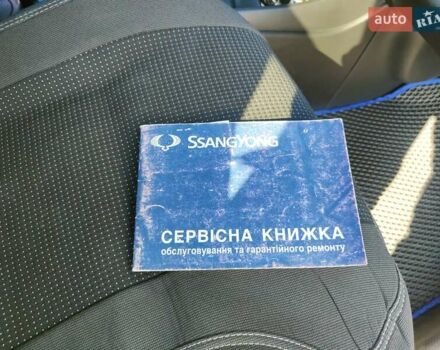 auto RIA
SSANGYONG
СЕРВІСНА КНИЖКА
обслуговування та гарантійного ремонту